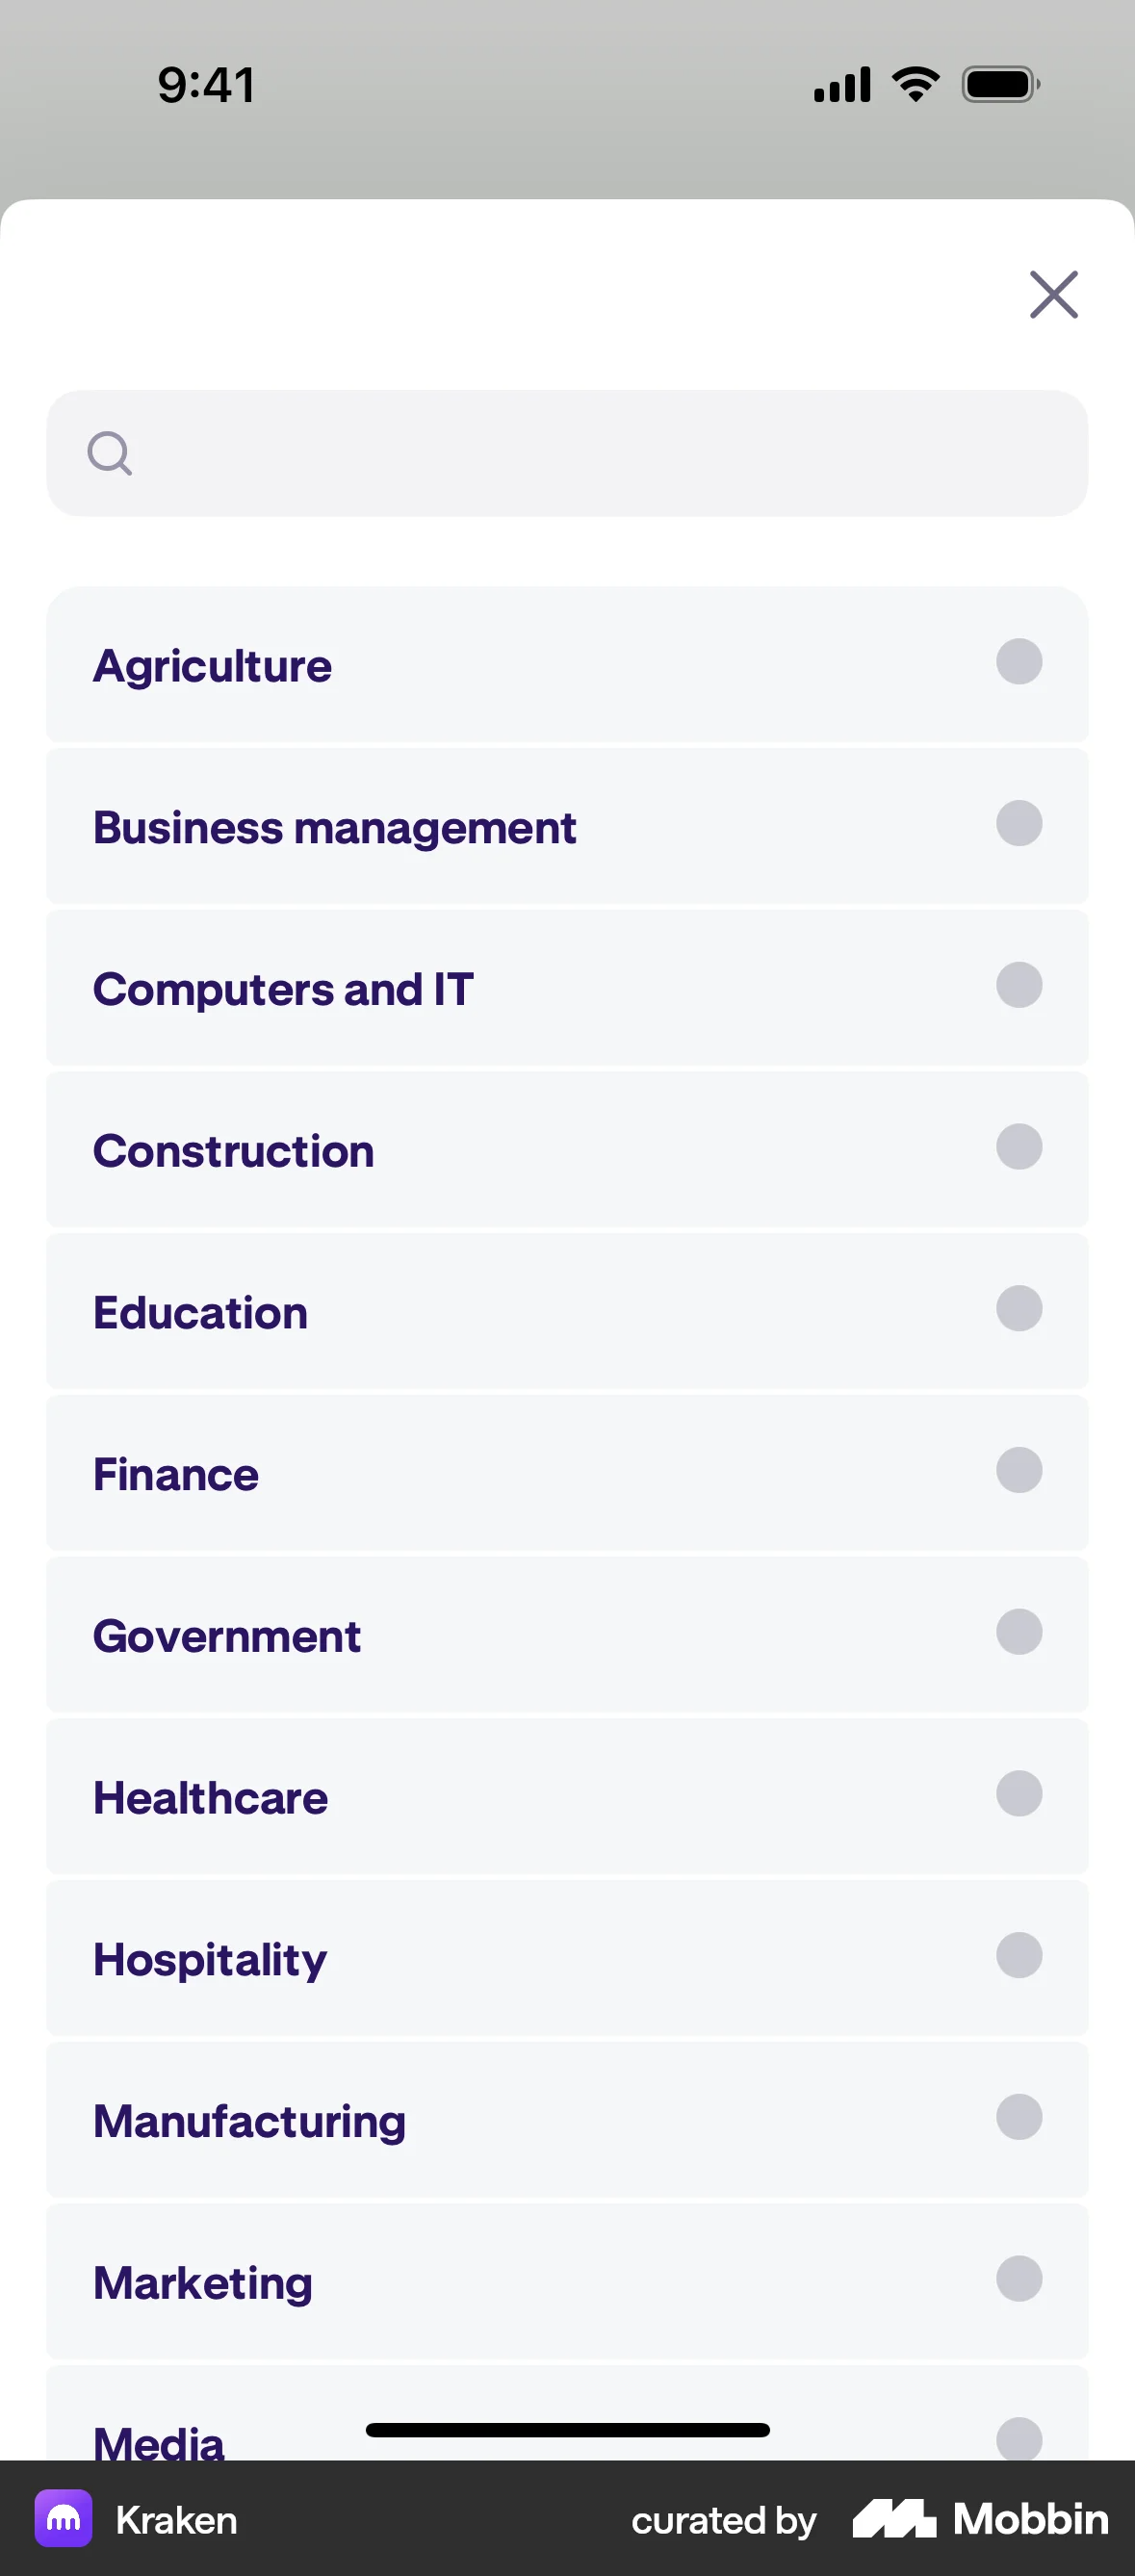 9:41
Agriculture
Business management
Computers and IT
Construction
Education
Finance
Government
Healthcare
Hospitality
Manufacturing
Marketing
Media
Kraken
curated by Mobbin